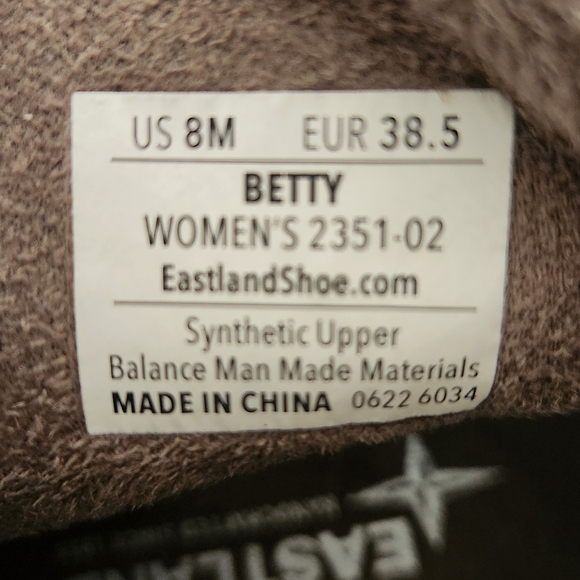 US 8M EUR 38.5
BETTY
WOMEN'S 2351-02
EastlandShoe.com
Synthetic Upper
Balance Man Made Materials
MADE IN CHINA 0622 6034
EASTLAN